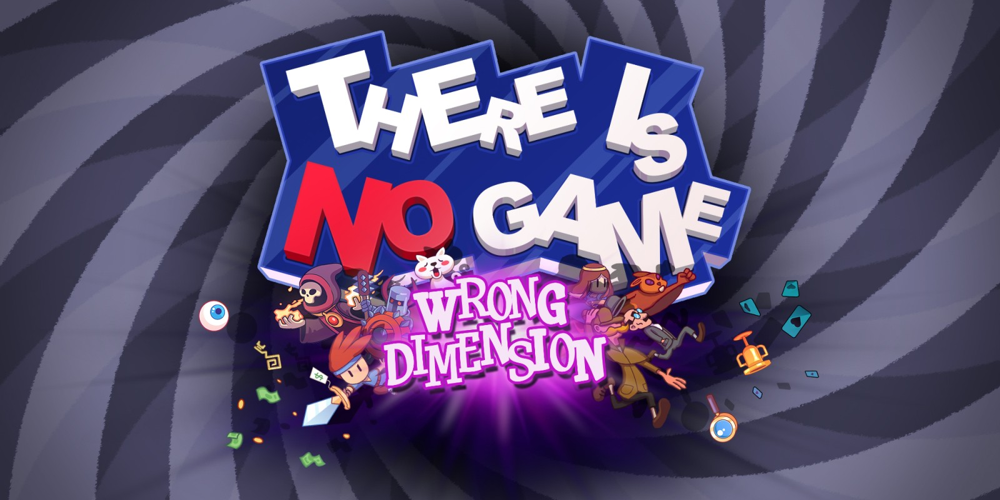 THERE IS
NO GAME
WRONG
DIMENSION
$